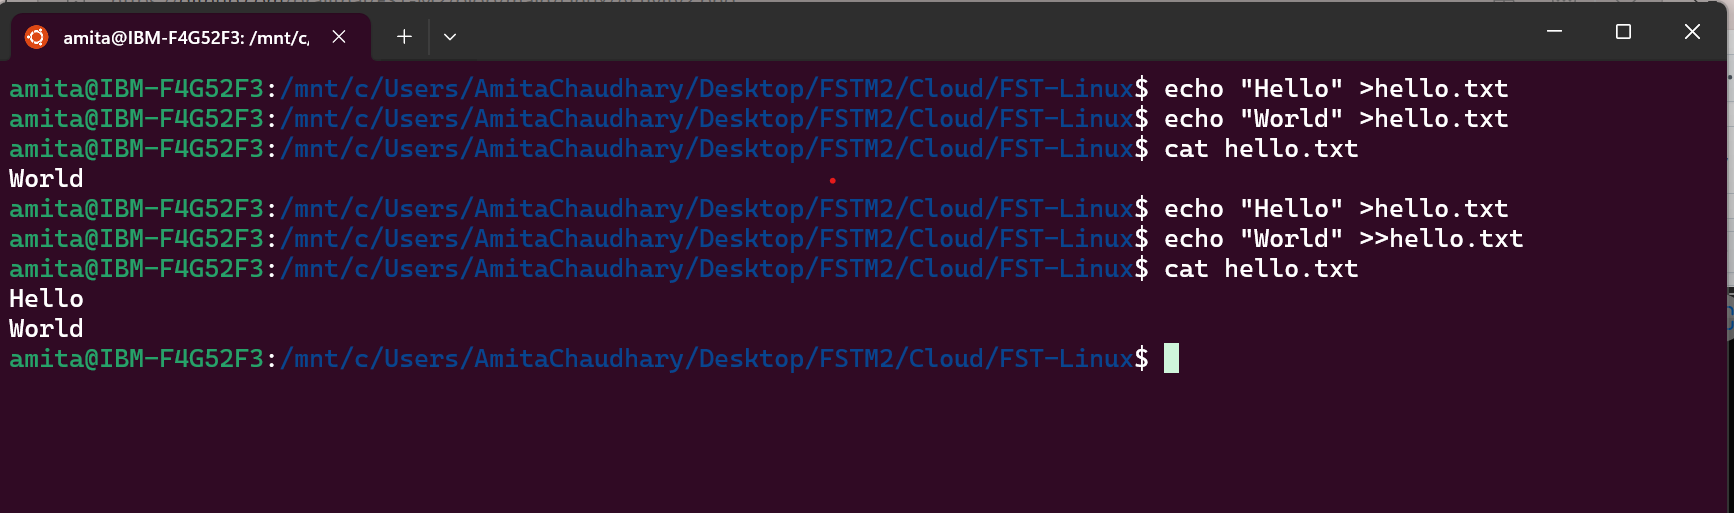 amita@IBM-F4G52F3: /mnt/c/
amita@IBM-F4G52F3:/mnt/c/Users/AmitaChaudhary/Desktop/FSTM2/Cloud/FST-Linux$ echo "Hello" >hello.txt
amita@IBM-F4G52F3:/mnt/c/Users/AmitaChaudhary/Desktop/FSTM2/Cloud/FST-Linux$ echo "World" >hello.txt
amita@IBM-F4G52F3:/mnt/c/Users/AmitaChaudhary/Desktop/FSTM2/Cloud/FST-Linux$ cat hello.txt
World
amita@IBM-F4G52F3:/mnt/c/Users/AmitaChaudhary/Desktop/FSTM2/Cloud/FST-Linux$ echo "Hello" >hello.txt
amita@IBM-F4G52F3:/mnt/c/Users/AmitaChaudhary/Desktop/FSTM2/Cloud/FST-Linux$ echo "World" >>hello.txt
amita@IBM-F4G52F3:/mnt/c/Users/AmitaChaudhary/Desktop/FSTM2/Cloud/FST-Linux$ cat hello.txt
Hello
World
amita@IBM-F4G52F3:/mnt/c/Users/AmitaChaudhary/Desktop/FSTM2/Cloud/FST-Linux$